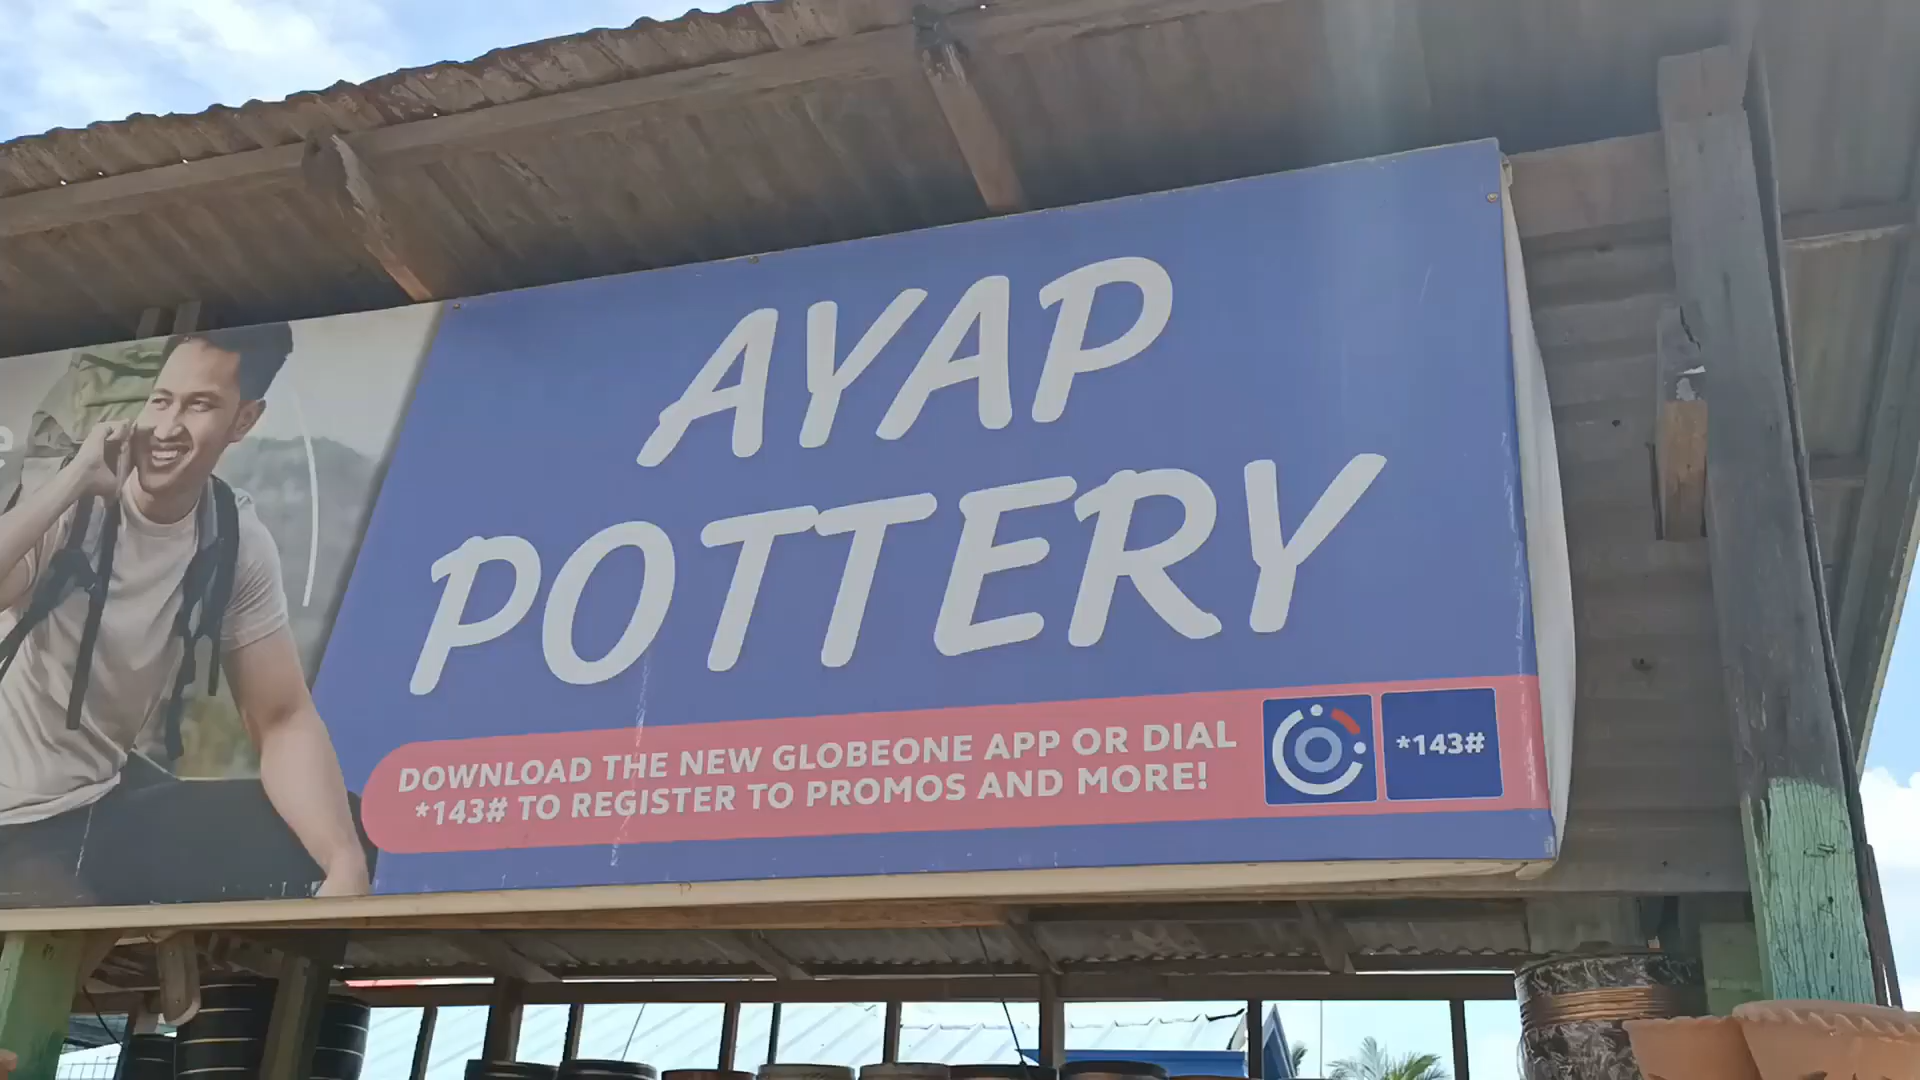 AYAP
POTTERY
DOWNLOAD THE NEW GLOBEONE APP OR DIAL
*143# TO REGISTER TO PROMOS AND MORE!
*143#